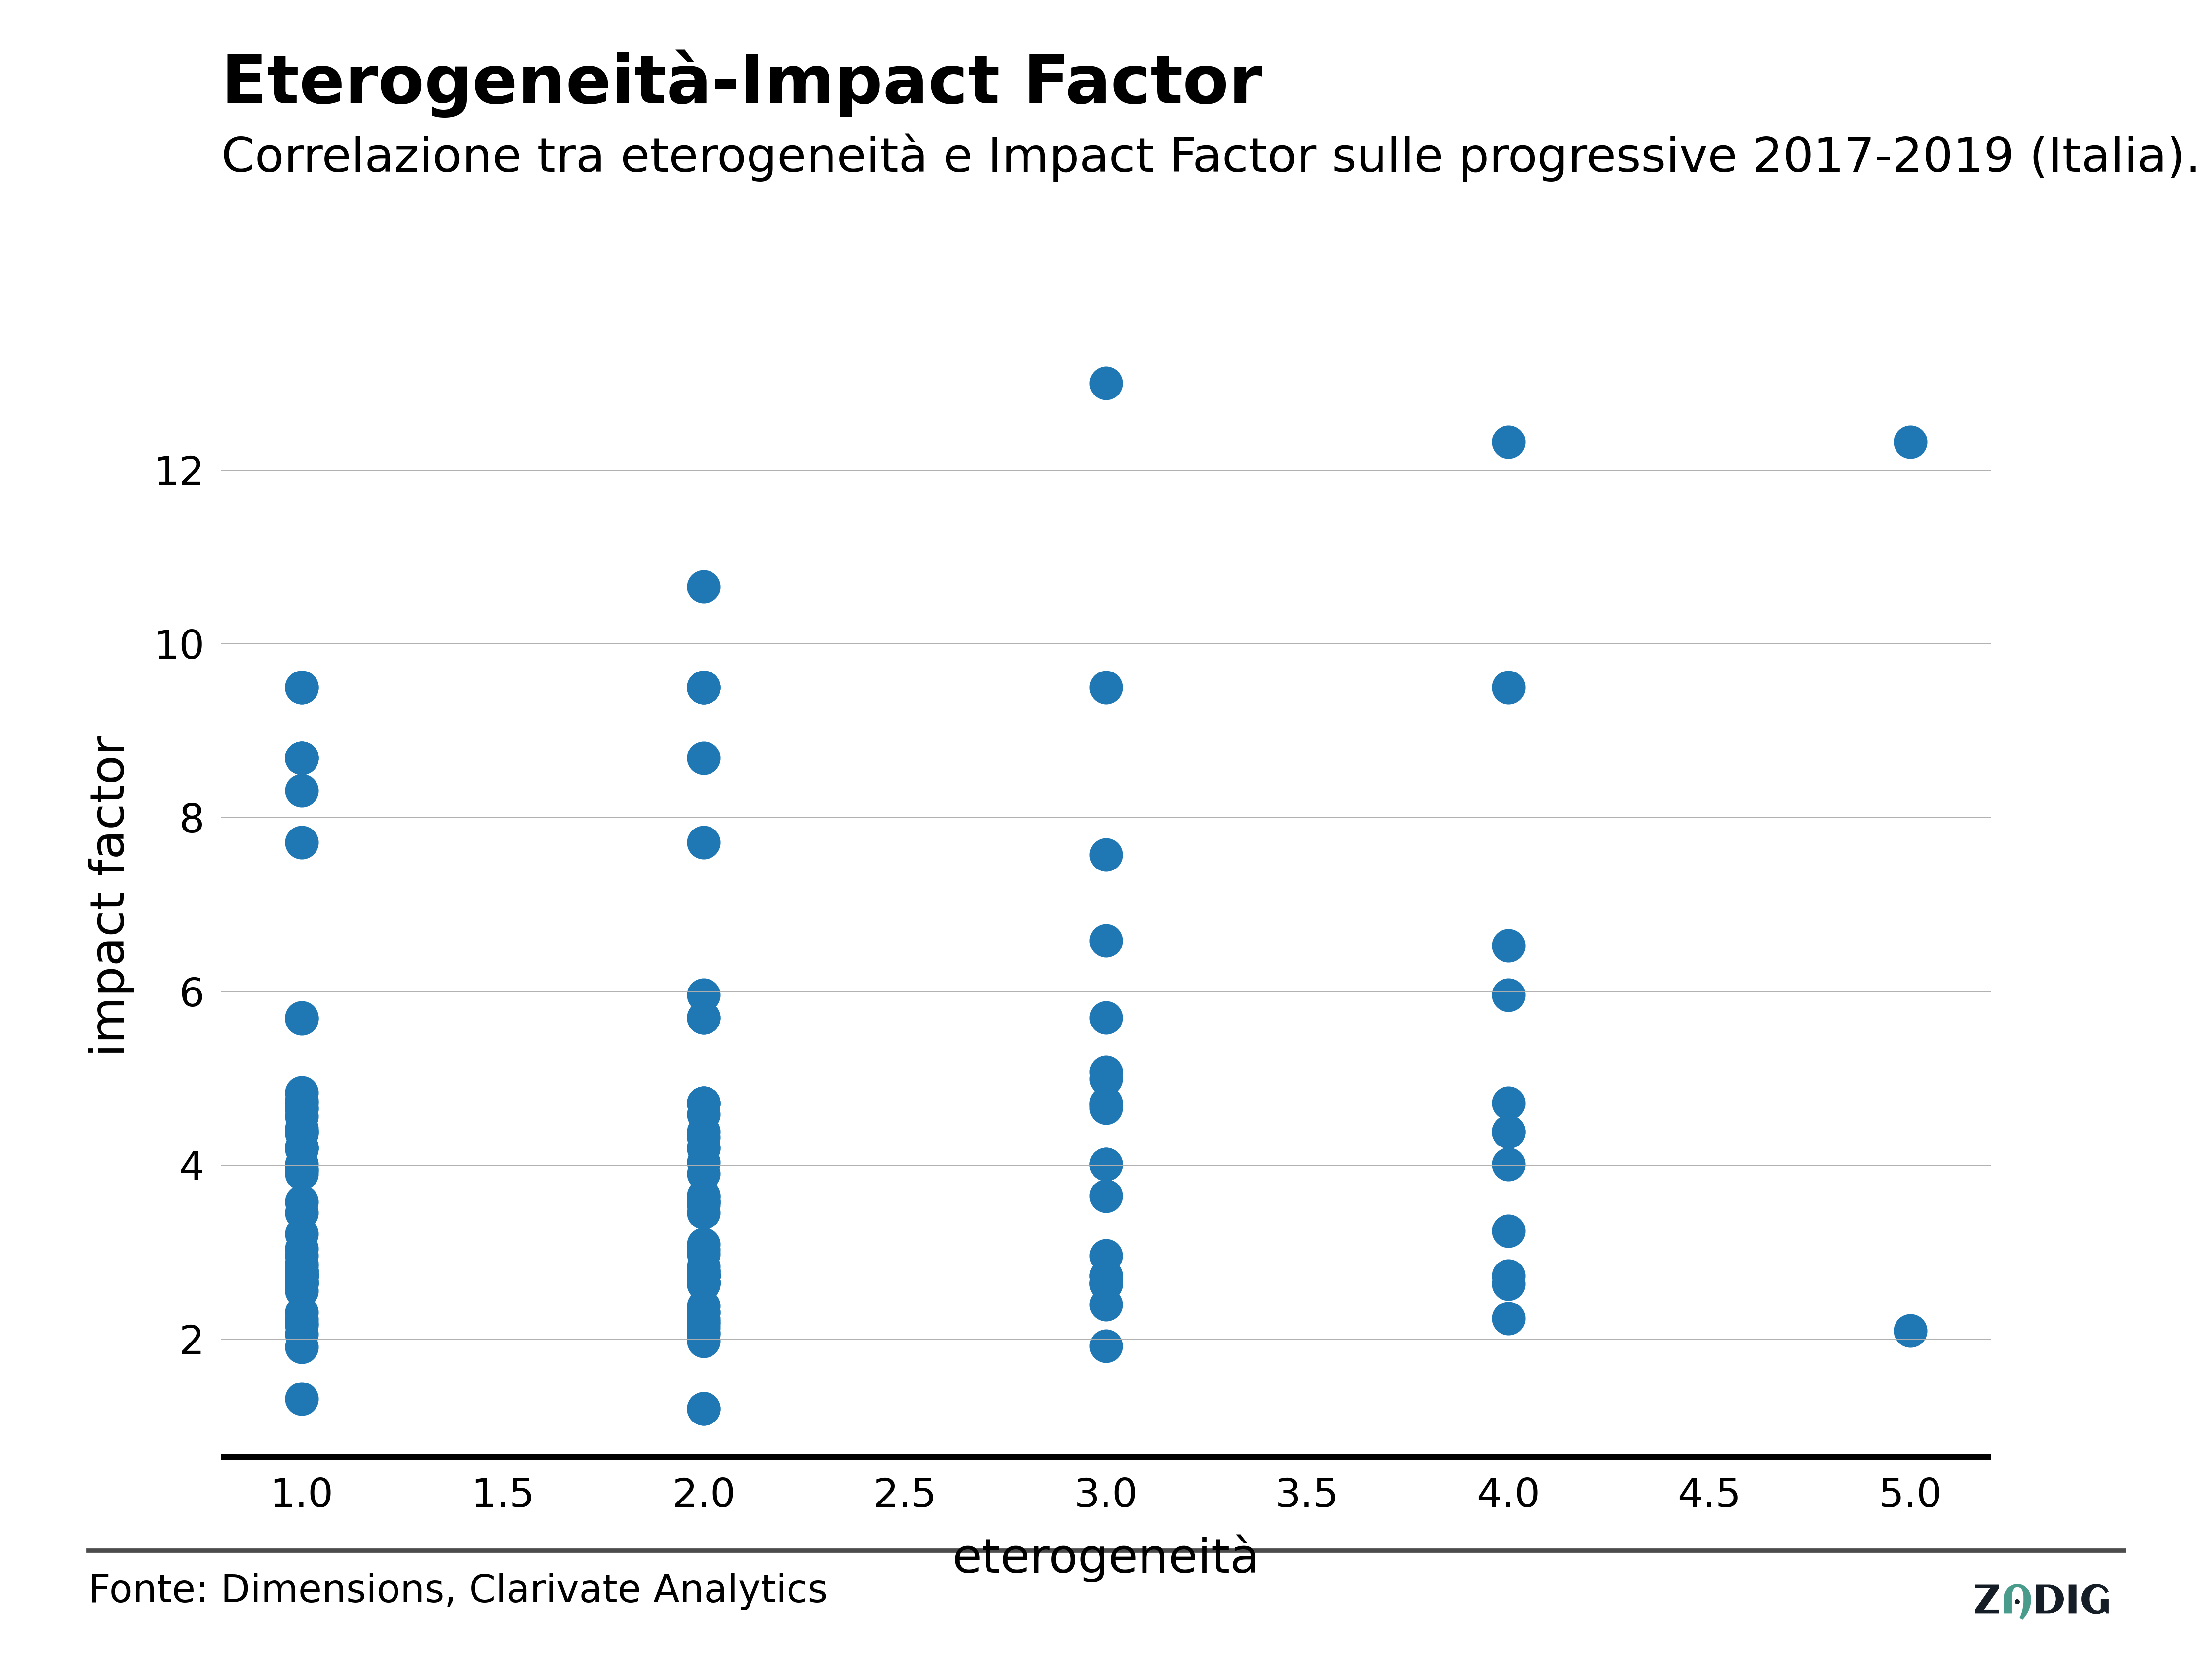 Eterogeneità-Impact Factor
Correlazione tra eterogeneità e Impact Factor sulle progressive 2017-2019 (Italia).
12
10
8
6
4
2
impact factor
1.0 1.5 2.0 2.5 3.0 3.5 4.0 4.5 5.0
eterogeneità
Fonte: Dimensions, Clarivate Analytics
ZADIG